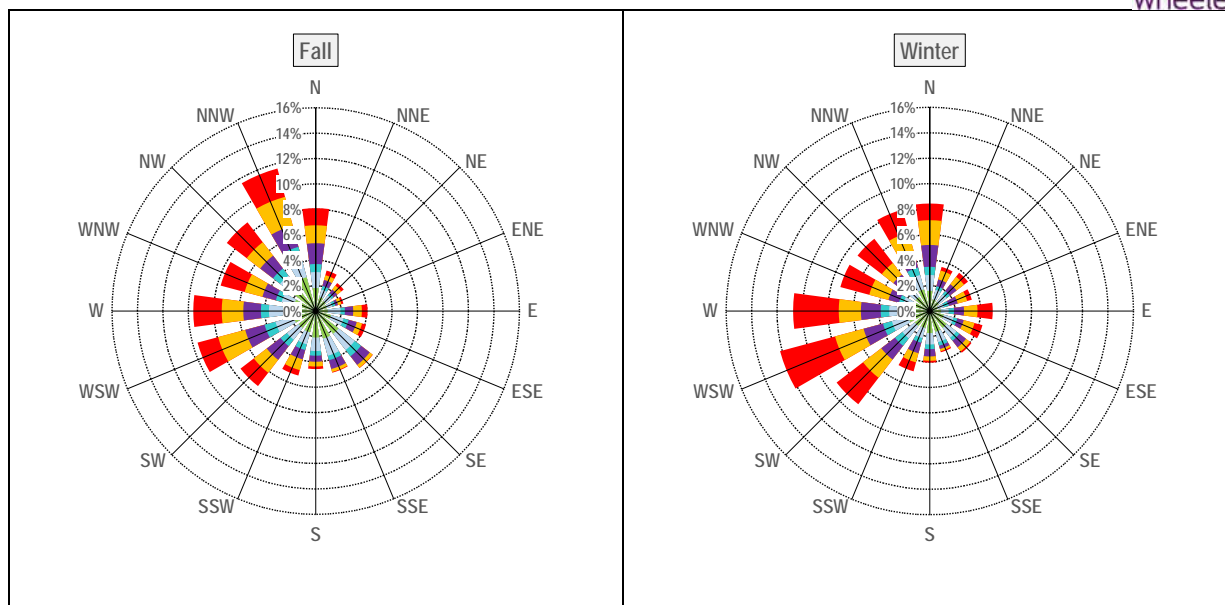 wheele
Fall
N
NNE
NE
ENE
E
ESE
SE
SSE
S
SSW
SW
WSW
W
WNW
NW
NNW
16%
14%
12%
10%
8%
6%
4%
2%
0%
Winter
N
NNE
NE
ENE
E
ESE
SE
SSE
S
SSW
SW
WSW
W
WNW
NW
NNW
16%
14%
12%
10%
8%
6%
4%
2%
0%